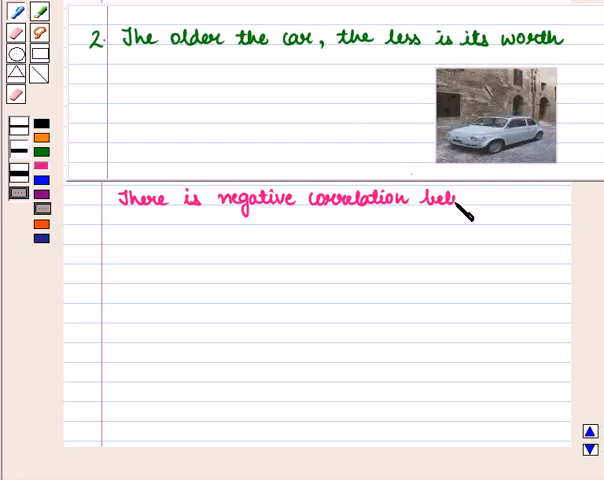 2. The older the car, the less is its worth
There is negative correlation bet